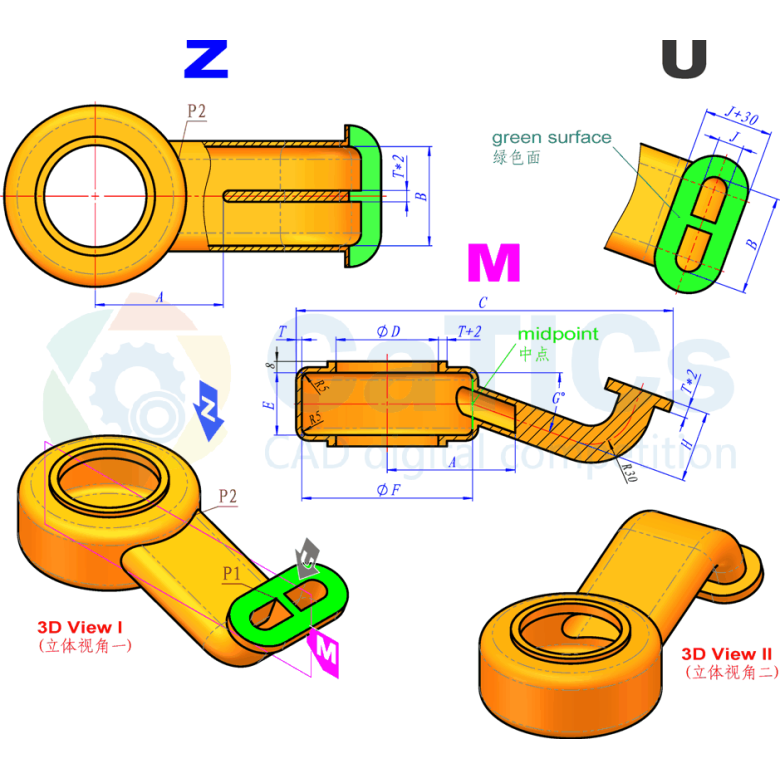 Z
U
P2
J+30
J
green surface
绿色面
T*2
B
B
M
A
C
T
ΦD
T+2
midpoint
中点
8
R5
E
G°
T*2
R5
H
CaTICs
CAD digital competition
A
R30
ΦF
Z
P2
U
P1
3D View I
(立体视角一)
M
3D View II
(立体视角二)